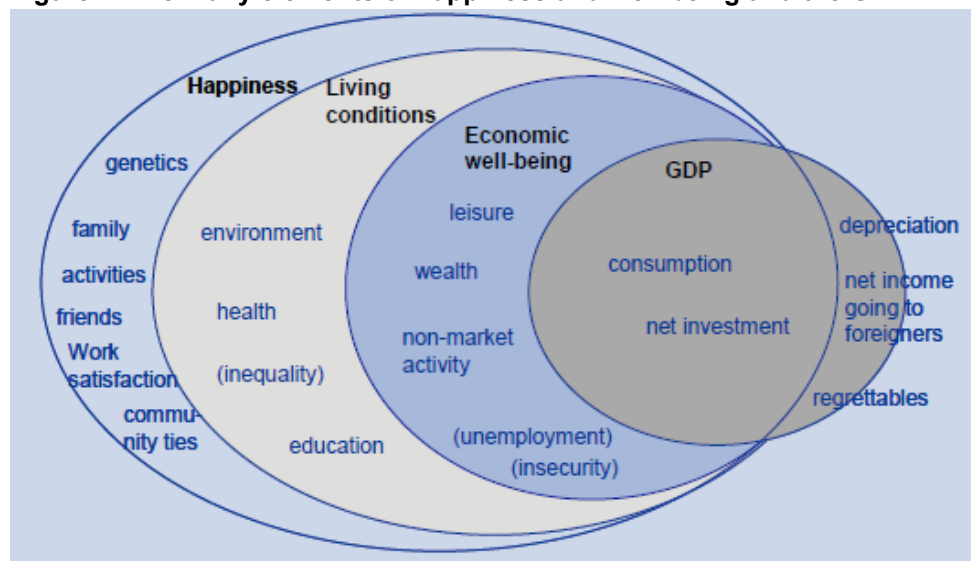 Happiness
Living
conditions
Economic
well-being
GDP
genetics
family
activities
friends
Work
satisfaction
commu-
nity ties
environment
health
(inequality)
education
leisure
wealth
non-market
activity
(unemployment)
(insecurity)
consumption
net investment
depreciation
net income
going to
foreigners
regrettables